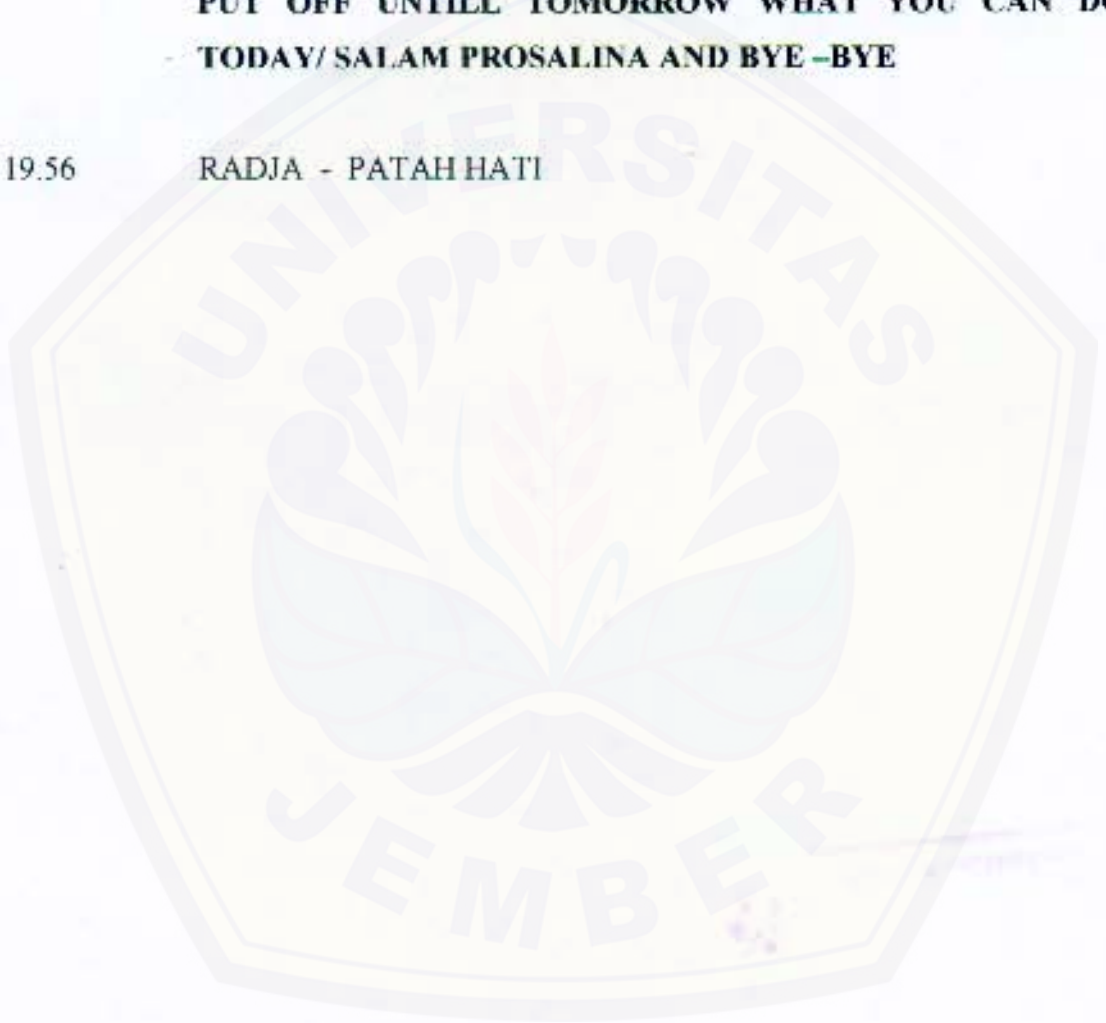 PUT OFF UNTILL TOMORROW WHAT YOU CAN DO
TODAY/ SALAM PROSALINA AND BYE –BYE
19.56 RADJA - PATAH HATI
UNIVERSITAS
JEMBER